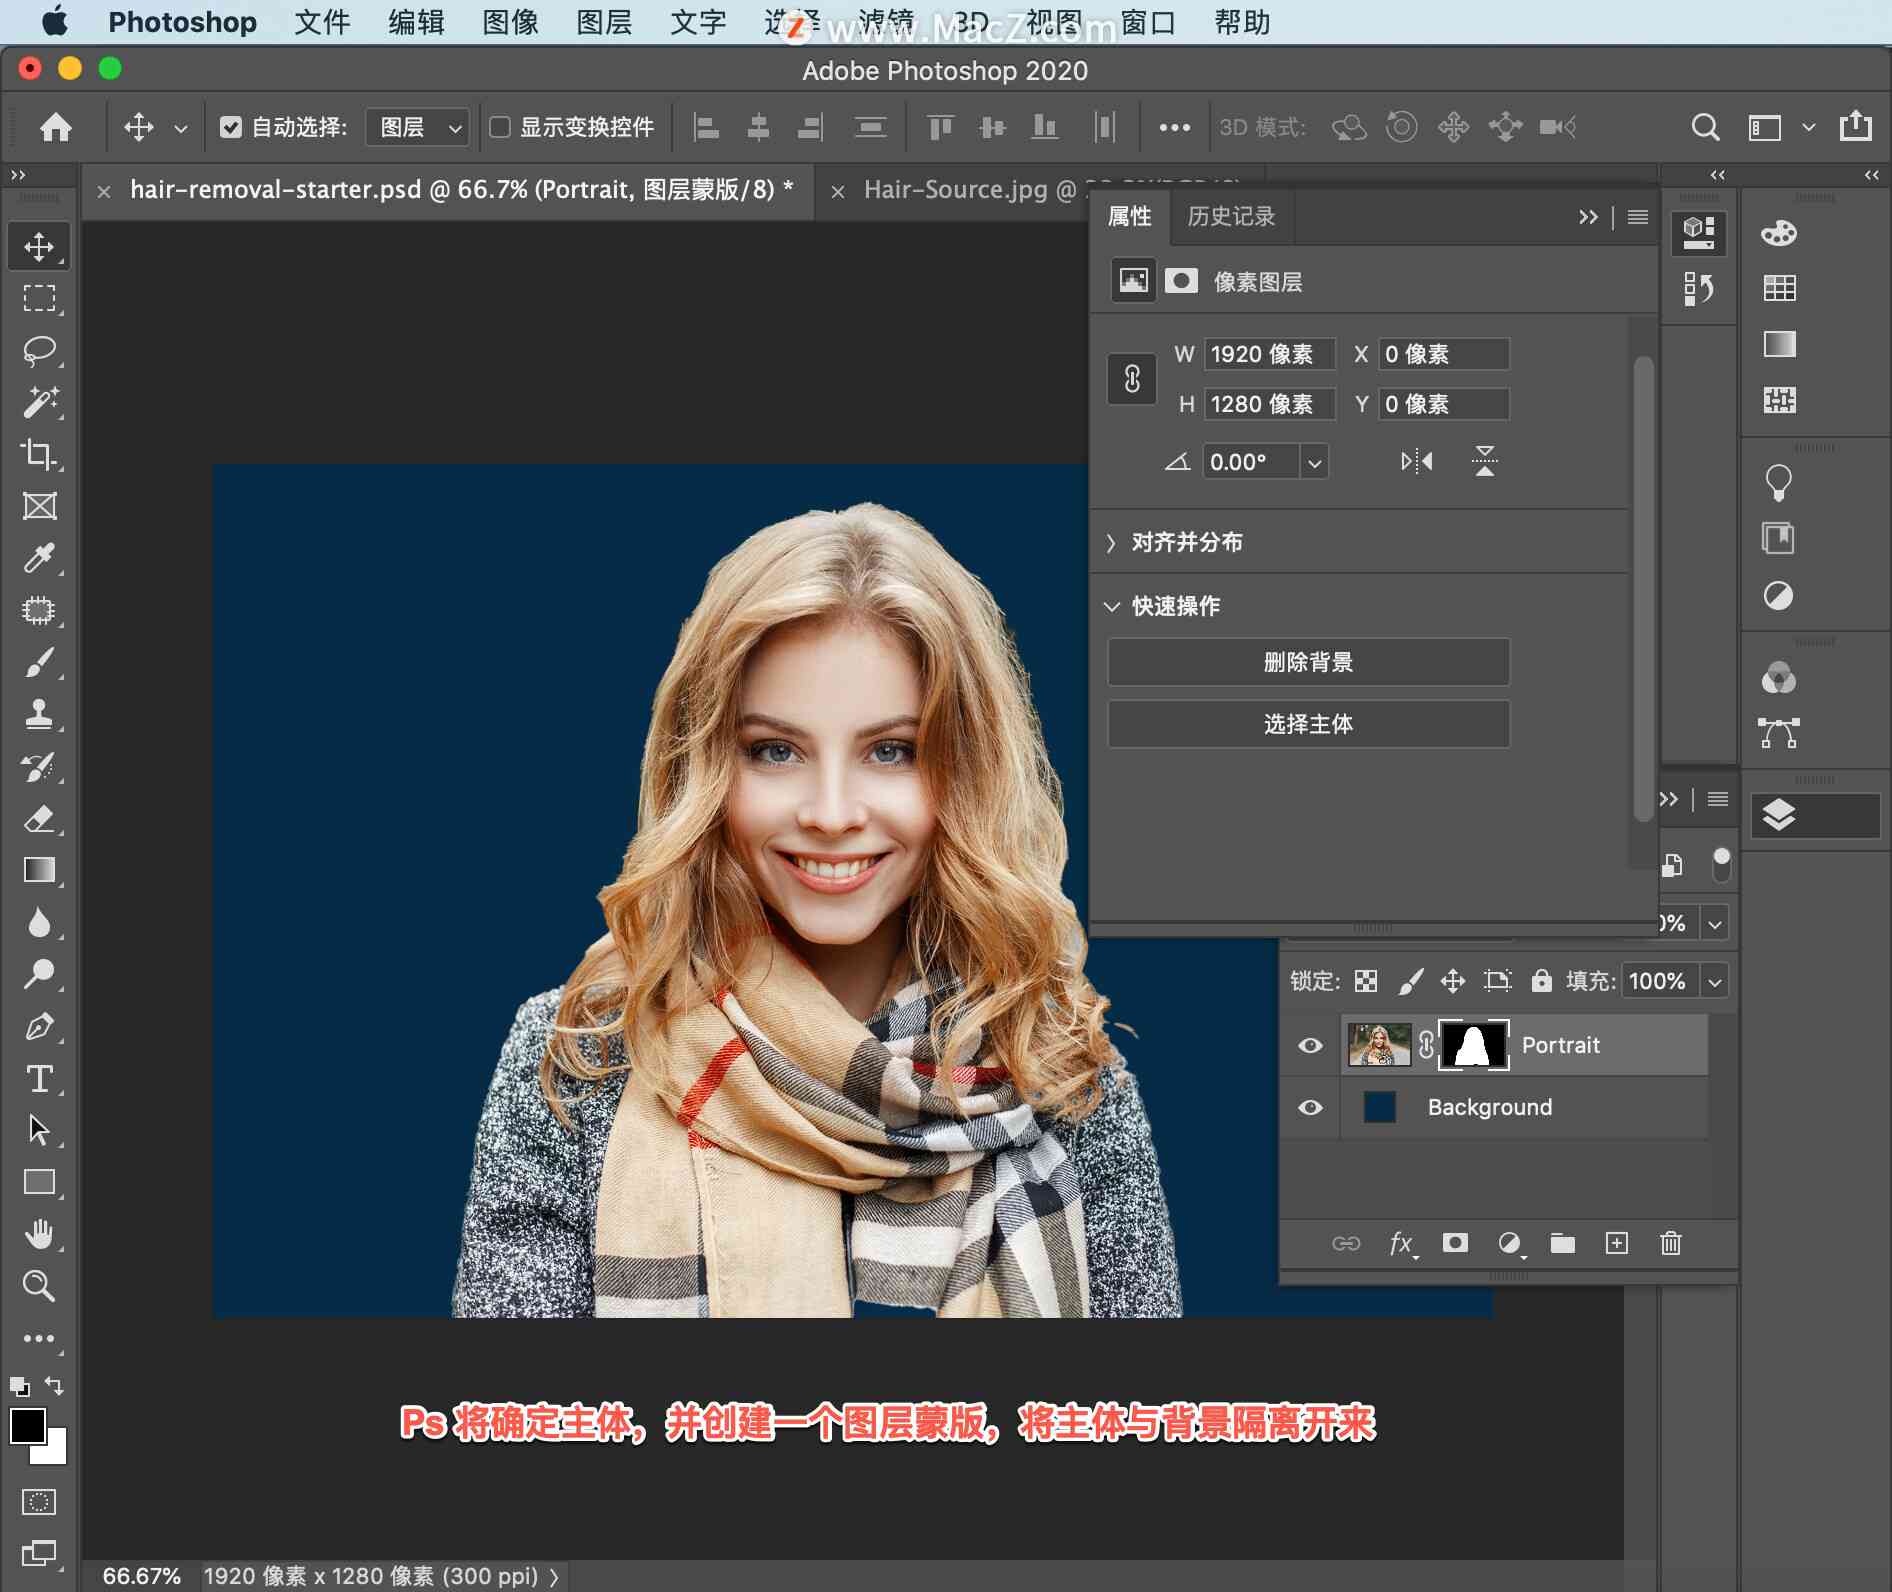 Photoshop 文件 编辑 图像 图层 文字 选择 滤镜 3D 视图 窗口 帮助
www.MacZ.com
Adobe Photoshop 2020
自动选择: 图层 显示变换控件 3D 模式:
hair-removal-starter.psd @ 66.7% (Portrait, 图层蒙版/8) *
Hair-Source.jpg @
属性 历史记录
像素图层
W 1920 像素 X 0 像素
H 1280 像素 Y 0 像素
0.00°
对齐并分布
快速操作
删除背景
选择主体
0%
锁定: 填充: 100%
Portrait
Background
fx
Ps 将确定主体，并创建一个图层蒙版，将主体与背景隔离开来
66.67% 1920 像素 x 1280 像素 (300 ppi)